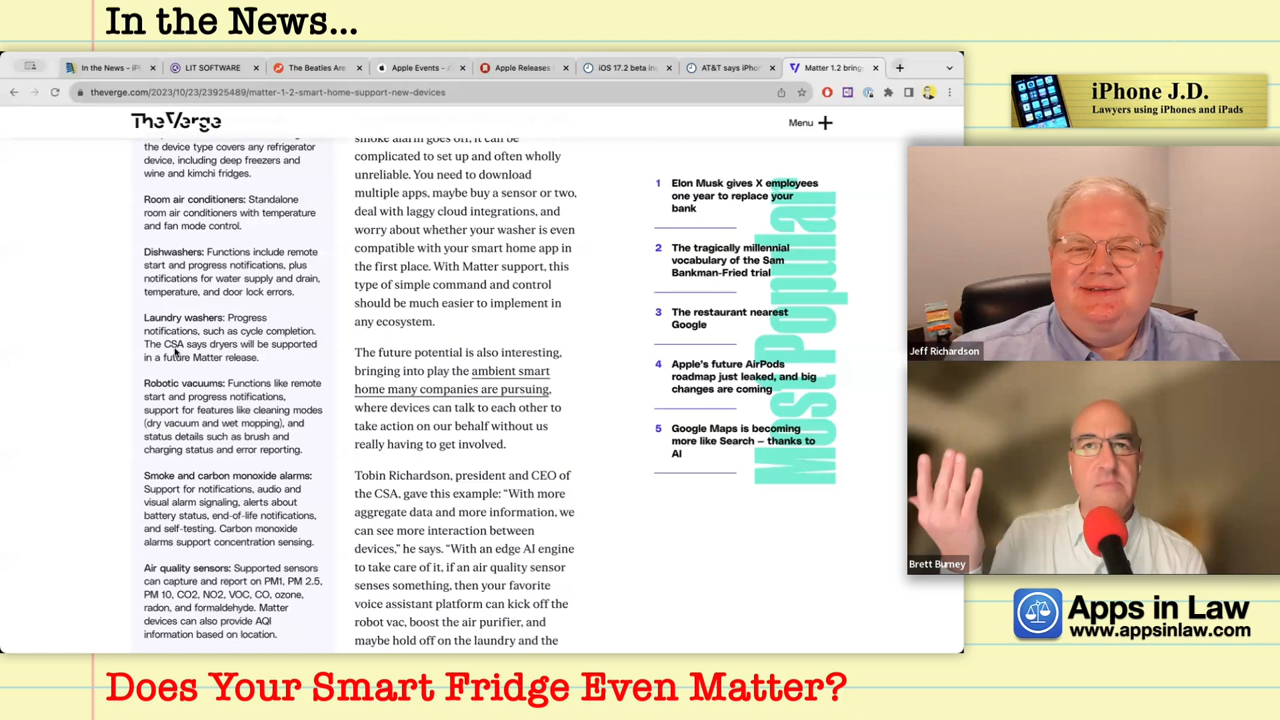 In the News...
In the News - iP
LIT SOFTWARE
The Beatles Are
Apple Events - A
Apple Releases
iOS 17.2 beta inc
AT&T says iPhon
Matter 1.2 bring
theverge.com/2023/10/23/23925489/matter-1-2-smart-home-support-new-devices
The Verge
Menu
the device type covers any refrigerator
device, including deep freezers and
wine and kimchi fridges.
Room air conditioners: Standalone
room air conditioners with temperature
and fan mode control.
Dishwashers: Functions include remote
start and progress notifications, plus
notifications for water supply and drain,
temperature, and door lock errors.
Laundry washers: Progress
notifications, such as cycle completion.
The CSA says dryers will be supported
in a future Matter release.
Robotic vacuums: Functions like remote
start and progress notifications,
support for features like cleaning modes
(dry vacuum and wet mopping), and
status details such as brush and
charging status and error reporting.
Smoke and carbon monoxide alarms:
Support for notifications, audio and
visual alarm signaling, alerts about
battery status, end-of-life notifications,
and self-testing. Carbon monoxide
alarms support concentration sensing.
Air quality sensors: Supported sensors
can capture and report on PM1, PM 2.5,
PM 10, CO2, NO2, VOC, CO, ozone,
radon, and formaldehyde. Matter
devices can also provide AQI
information based on location.
smoke alarm goes off, it can be
complicated to set up and often wholly
unreliable. You need to download
multiple apps, maybe buy a sensor or two,
deal with laggy cloud integrations, and
worry about whether your washer is even
compatible with your smart home app in
the first place. With Matter support, this
type of simple command and control
should be much easier to implement in
any ecosystem.
The future potential is also interesting,
bringing into play the ambient smart
home many companies are pursuing,
where devices can talk to each other to
take action on our behalf without us
really having to get involved.
Tobin Richardson, president and CEO of
the CSA, gave this example: “With more
aggregate data and more information, we
can see more interaction between
devices,” he says. “With an edge AI engine
to take care of it, if an air quality sensor
senses something, then your favorite
voice assistant platform can kick off the
robot vac, boost the air purifier, and
maybe hold off on the laundry and the
Most Popular
1 Elon Musk gives X employees
one year to replace your
bank
2 The tragically millennial
vocabulary of the Sam
Bankman-Fried trial
3 The restaurant nearest
Google
4 Apple’s future AirPods
roadmap just leaked, and big
changes are coming
5 Google Maps is becoming
more like Search — thanks to
AI
iPhone J.D.
Lawyers using iPhones and iPads
Jeff Richardson
Brett Burney
Apps in Law
www.appsinlaw.com
Does Your Smart Fridge Even Matter?